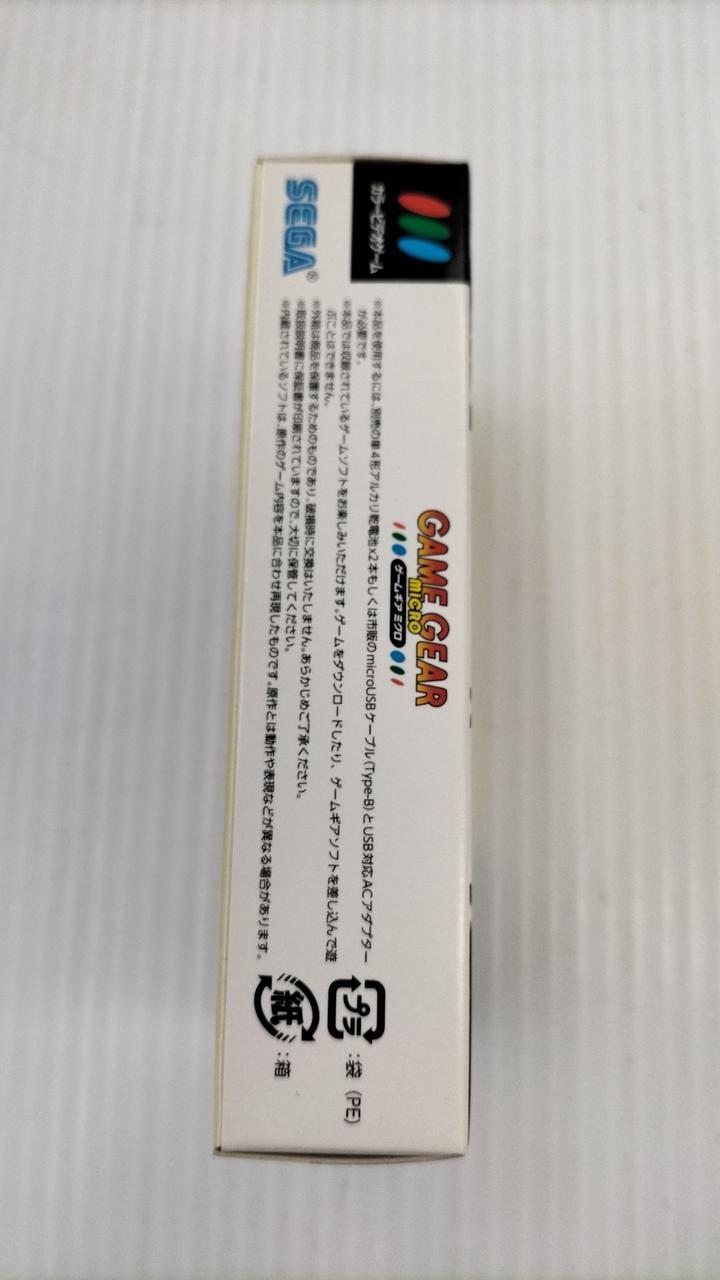 カラービデオゲーム
SEGA®
GAME GEAR
micro
ゲームギア ミクロ
※本品を使用するには、別売の単4形アルカリ乾電池x2本もしくは市販のmicroUSBケーブル(Type-B)とUSB対応ACアダプター
が必要です。
※本品では収録されているゲームソフトをお楽しみいただけます。ゲームをダウンロードしたり、ゲームギアソフトを差し込んで遊
ぶことはできません。
※外箱は商品を保護するためのものであり、破損時に交換はいたしません。あらかじめご了承ください。
※取扱説明書に保証書が印刷されていますので、大切に保管してください。
※内蔵されているソフトは、原作のゲーム内容を本品に合わせ再現したものです。原作とは動作や表現などが異なる場合があります。
プラ :袋 (PE)
紙 :箱